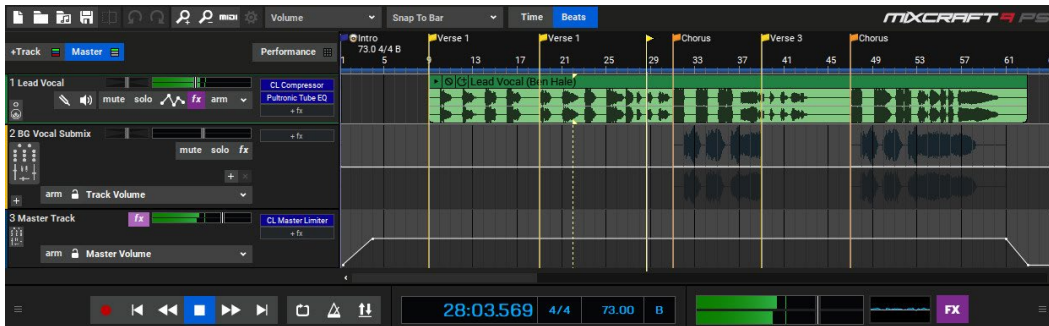 MIDI Volume Snap To Bar Time Beats MIXCRAFT 9 PS
+Track Master Performance
Intro Verse 1 Verse 1 Chorus Verse 3 Chorus
73.0 4/4 B
1 5 9 13 17 21 25 29 33 37 41 45 49 53 57 61
1 Lead Vocal CL Compressor
Lead Vocal (Ben Hale)
mute solo fx arm Pultronic Tube EQ
+ fx
2 BG Vocal Submix + fx
mute solo fx
arm Track Volume
3 Master Track fx CL Master Limiter
+ fx
arm Master Volume
28:03.569 4/4 73.00 B FX